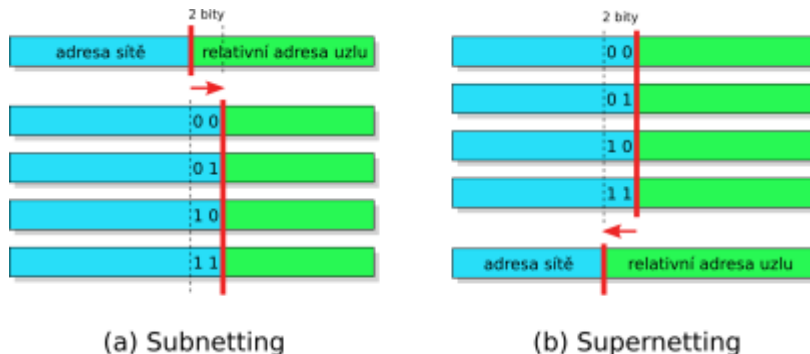 2 bity
adresa sítě
relativní adresa uzlu
0 0
0 1
1 0
1 1
(a) Subnetting
2 bity
0 0
0 1
1 0
1 1
adresa sítě
relativní adresa uzlu
(b) Supernetting